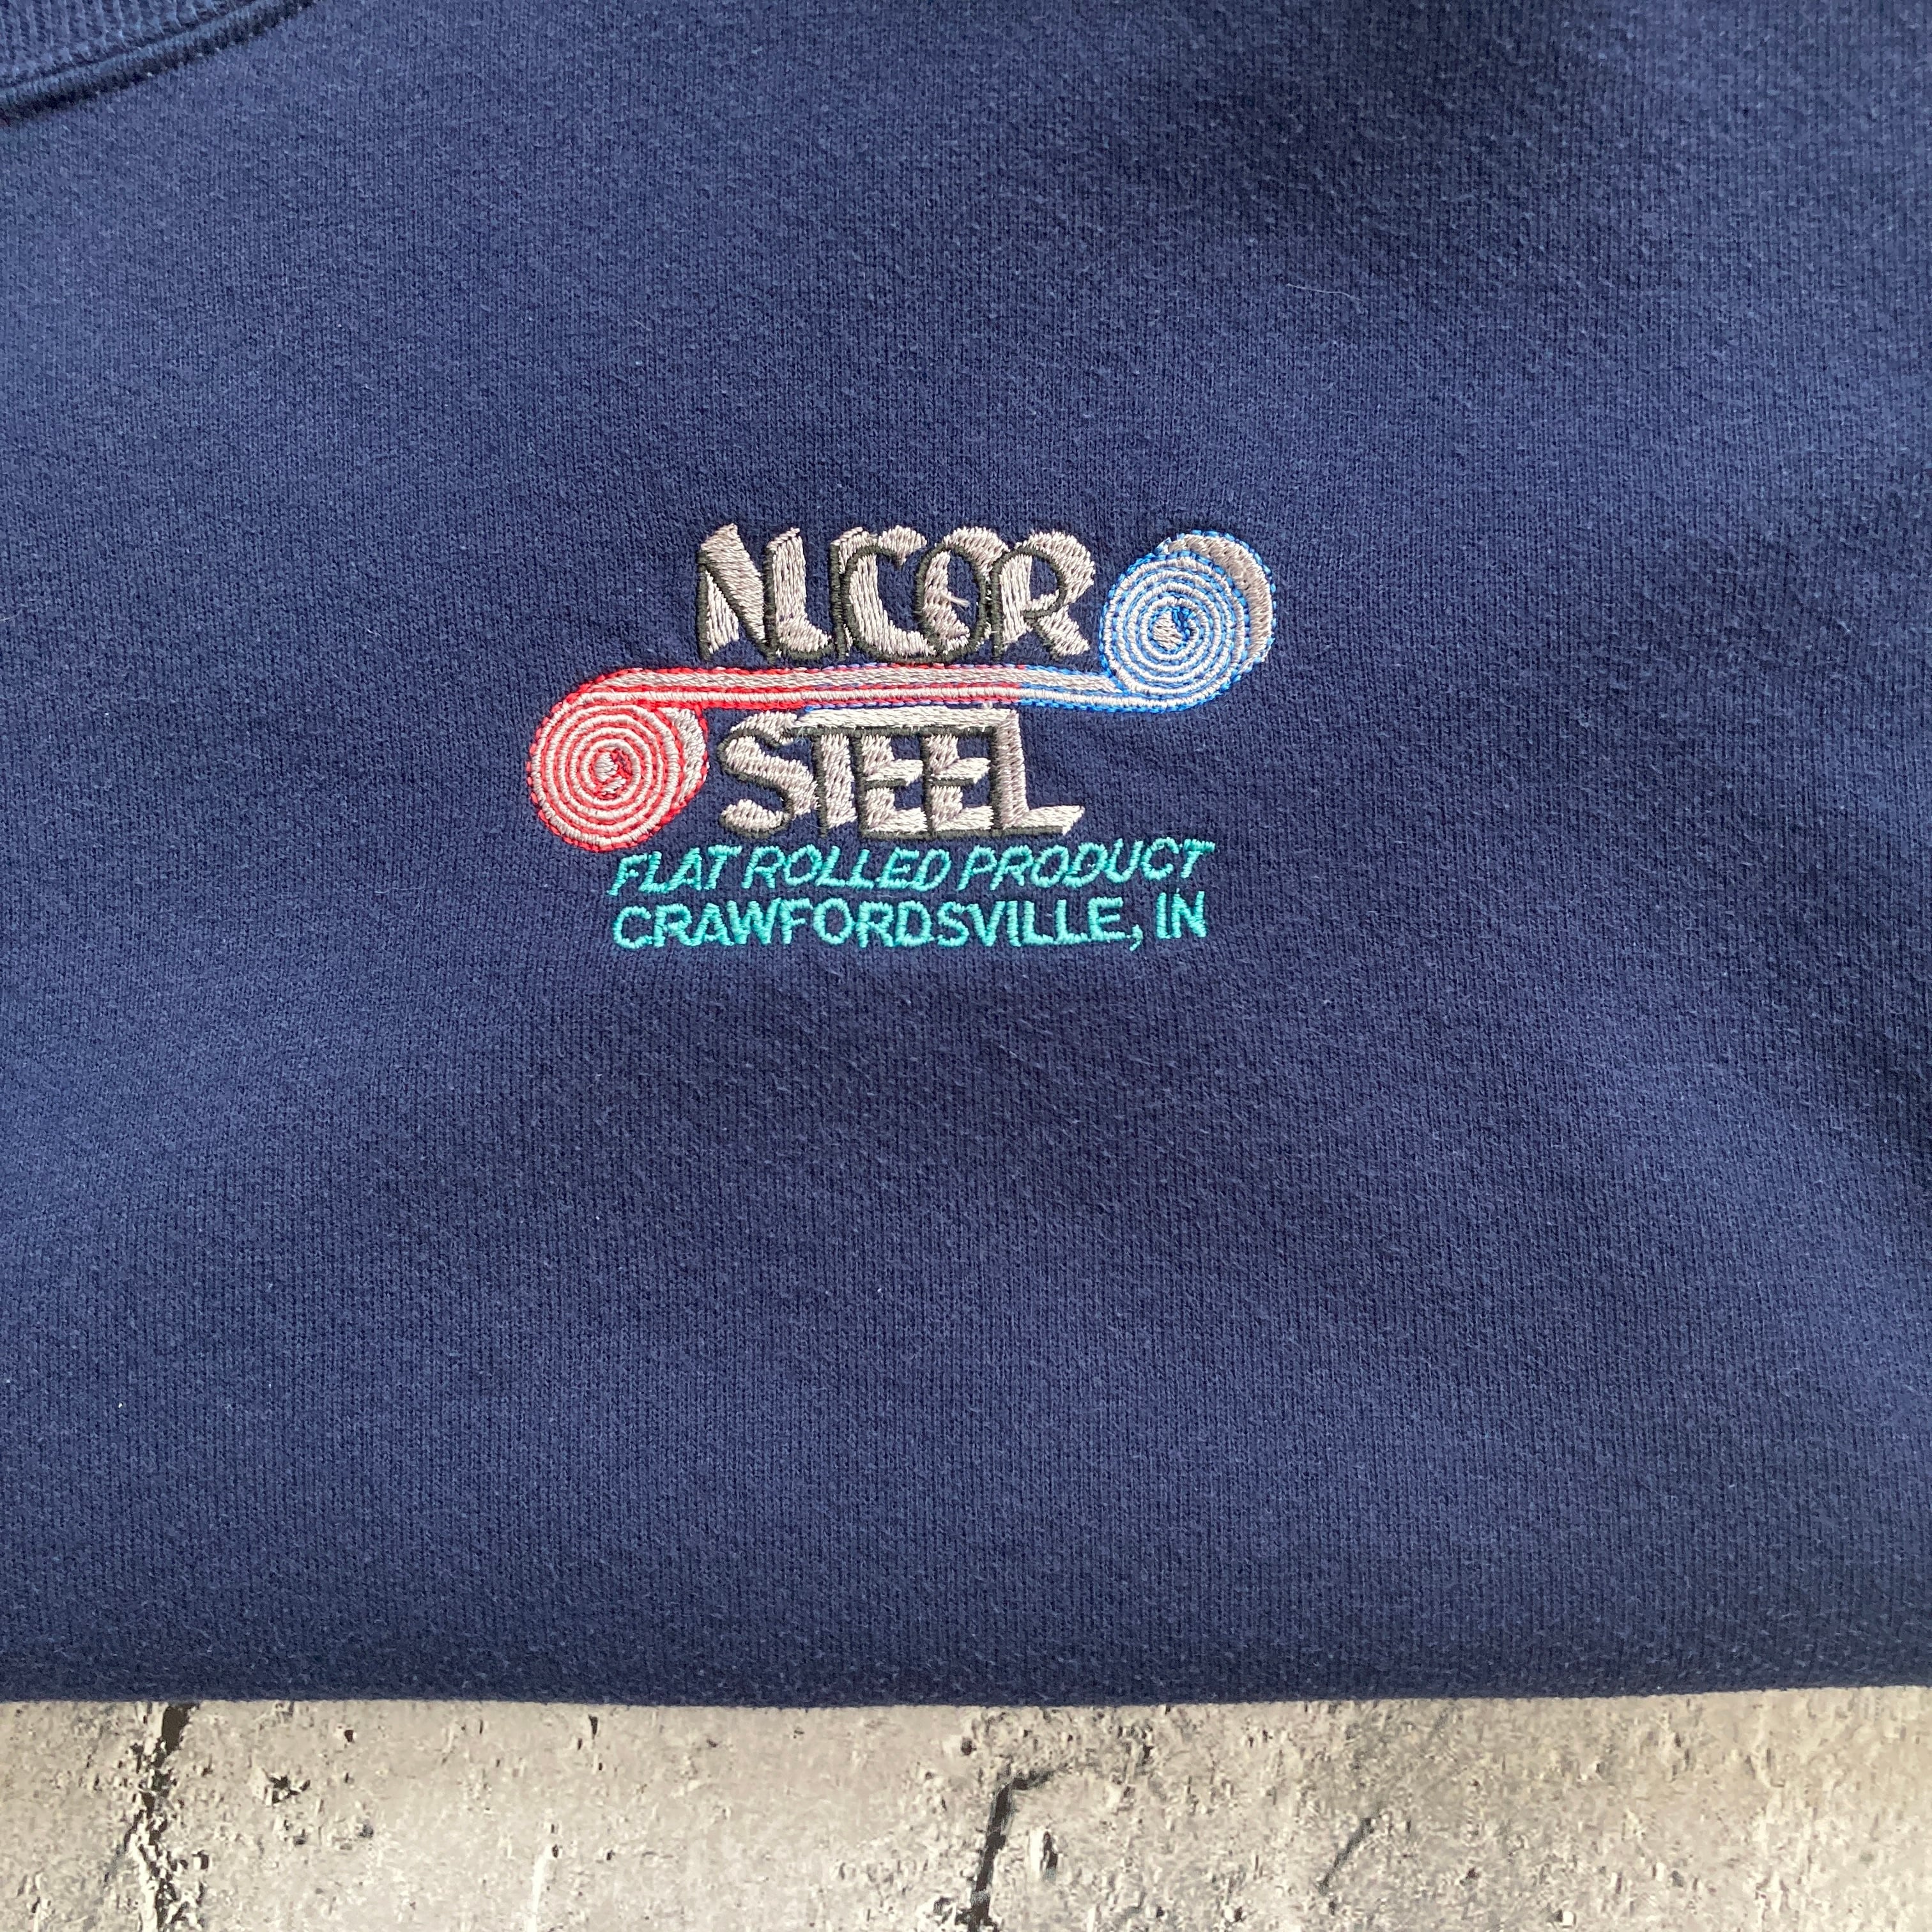 NUCOR
STEEL
FLAT ROLLED PRODUCT
CRAWFORDSVILLE, IN